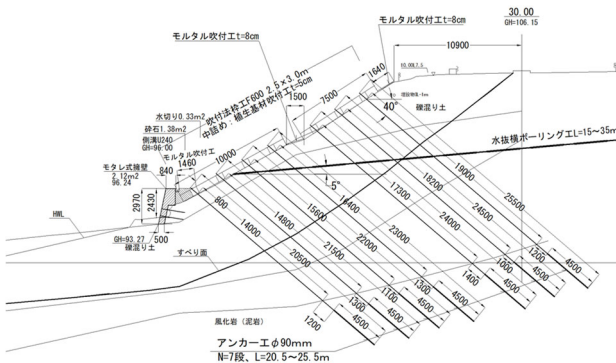 30.00
GH=106.15
モルタル吹付工t=8cm
モルタル吹付工t=8cm
10900
1640
7500
1500
40°
礫混り土
吹付法枠工F600 2.5×3.0m
中詰め：植生基材吹付工t=5cm
水切り0.33m2
砕石1.38m2
側溝U240
GH=96.00
モルタル吹付工
1460
10000
840
モタレ式擁壁
2.12m2
96.24
2970
2430
500
HWL
GH=93.27
礫混り土
すべり面
5°
水抜横ボーリング工L=15～35m
800
14000
14800
15600
16400
17300
18200
19000
20500
21500
22000
23000
24000
24500
25500
1200
1300
1100
1300
1400
1000
4500
4500
4500
4500
4500
4500
4500
風化岩（泥岩）
アンカー工φ90mm
N=7段、L=20.5～25.5m